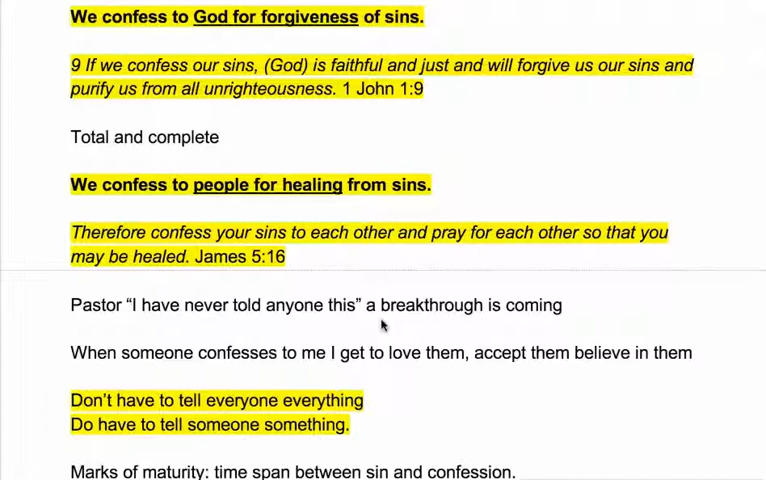 We confess to God for forgiveness of sins.
9 If we confess our sins, (God) is faithful and just and will forgive us our sins and
purify us from all unrighteousness. 1 John 1:9
Total and complete
We confess to people for healing from sins.
Therefore confess your sins to each other and pray for each other so that you
may be healed. James 5:16
Pastor “I have never told anyone this” a breakthrough is coming
When someone confesses to me I get to love them, accept them believe in them
Don’t have to tell everyone everything
Do have to tell someone something.
Marks of maturity: time span between sin and confession.